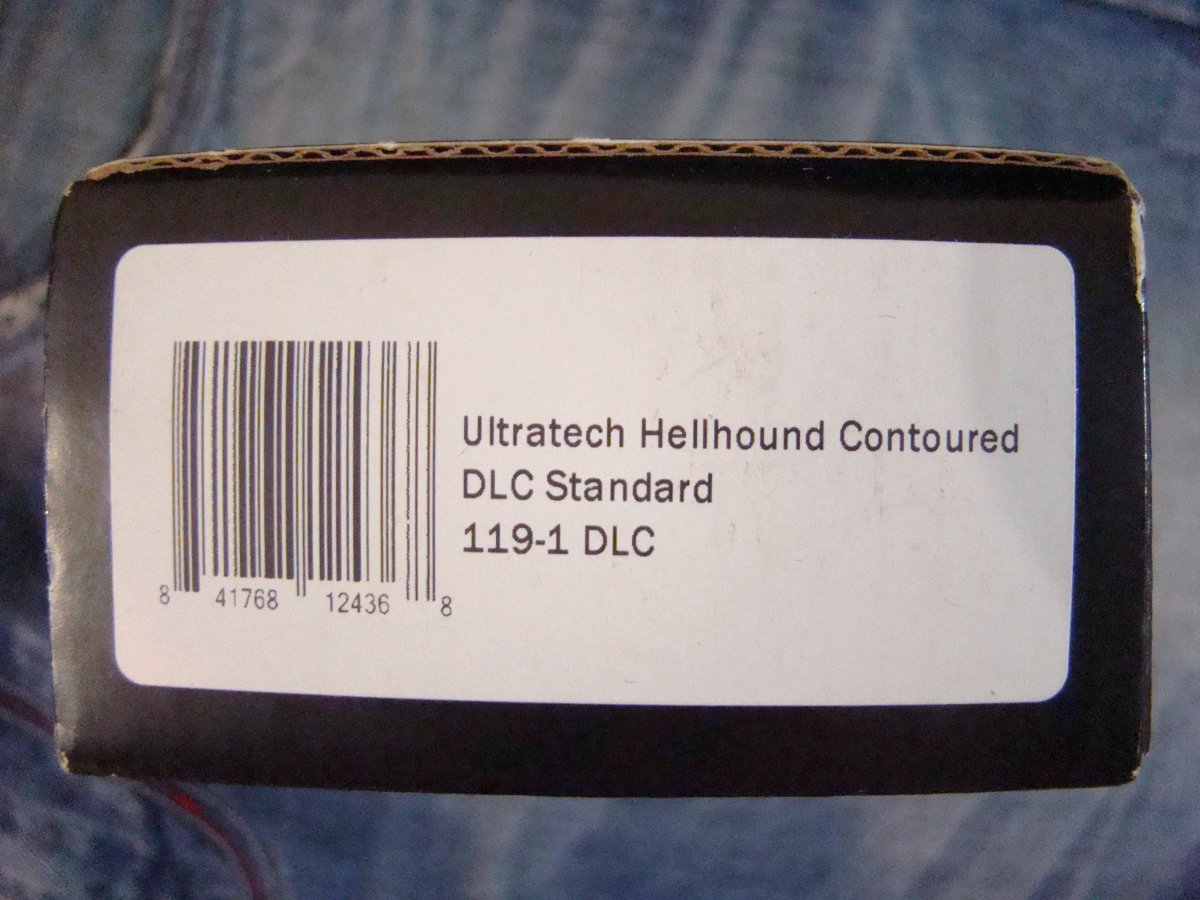 Ultratech Hellhound Contoured
DLC Standard
119-1 DLC
8 41768 12436 8